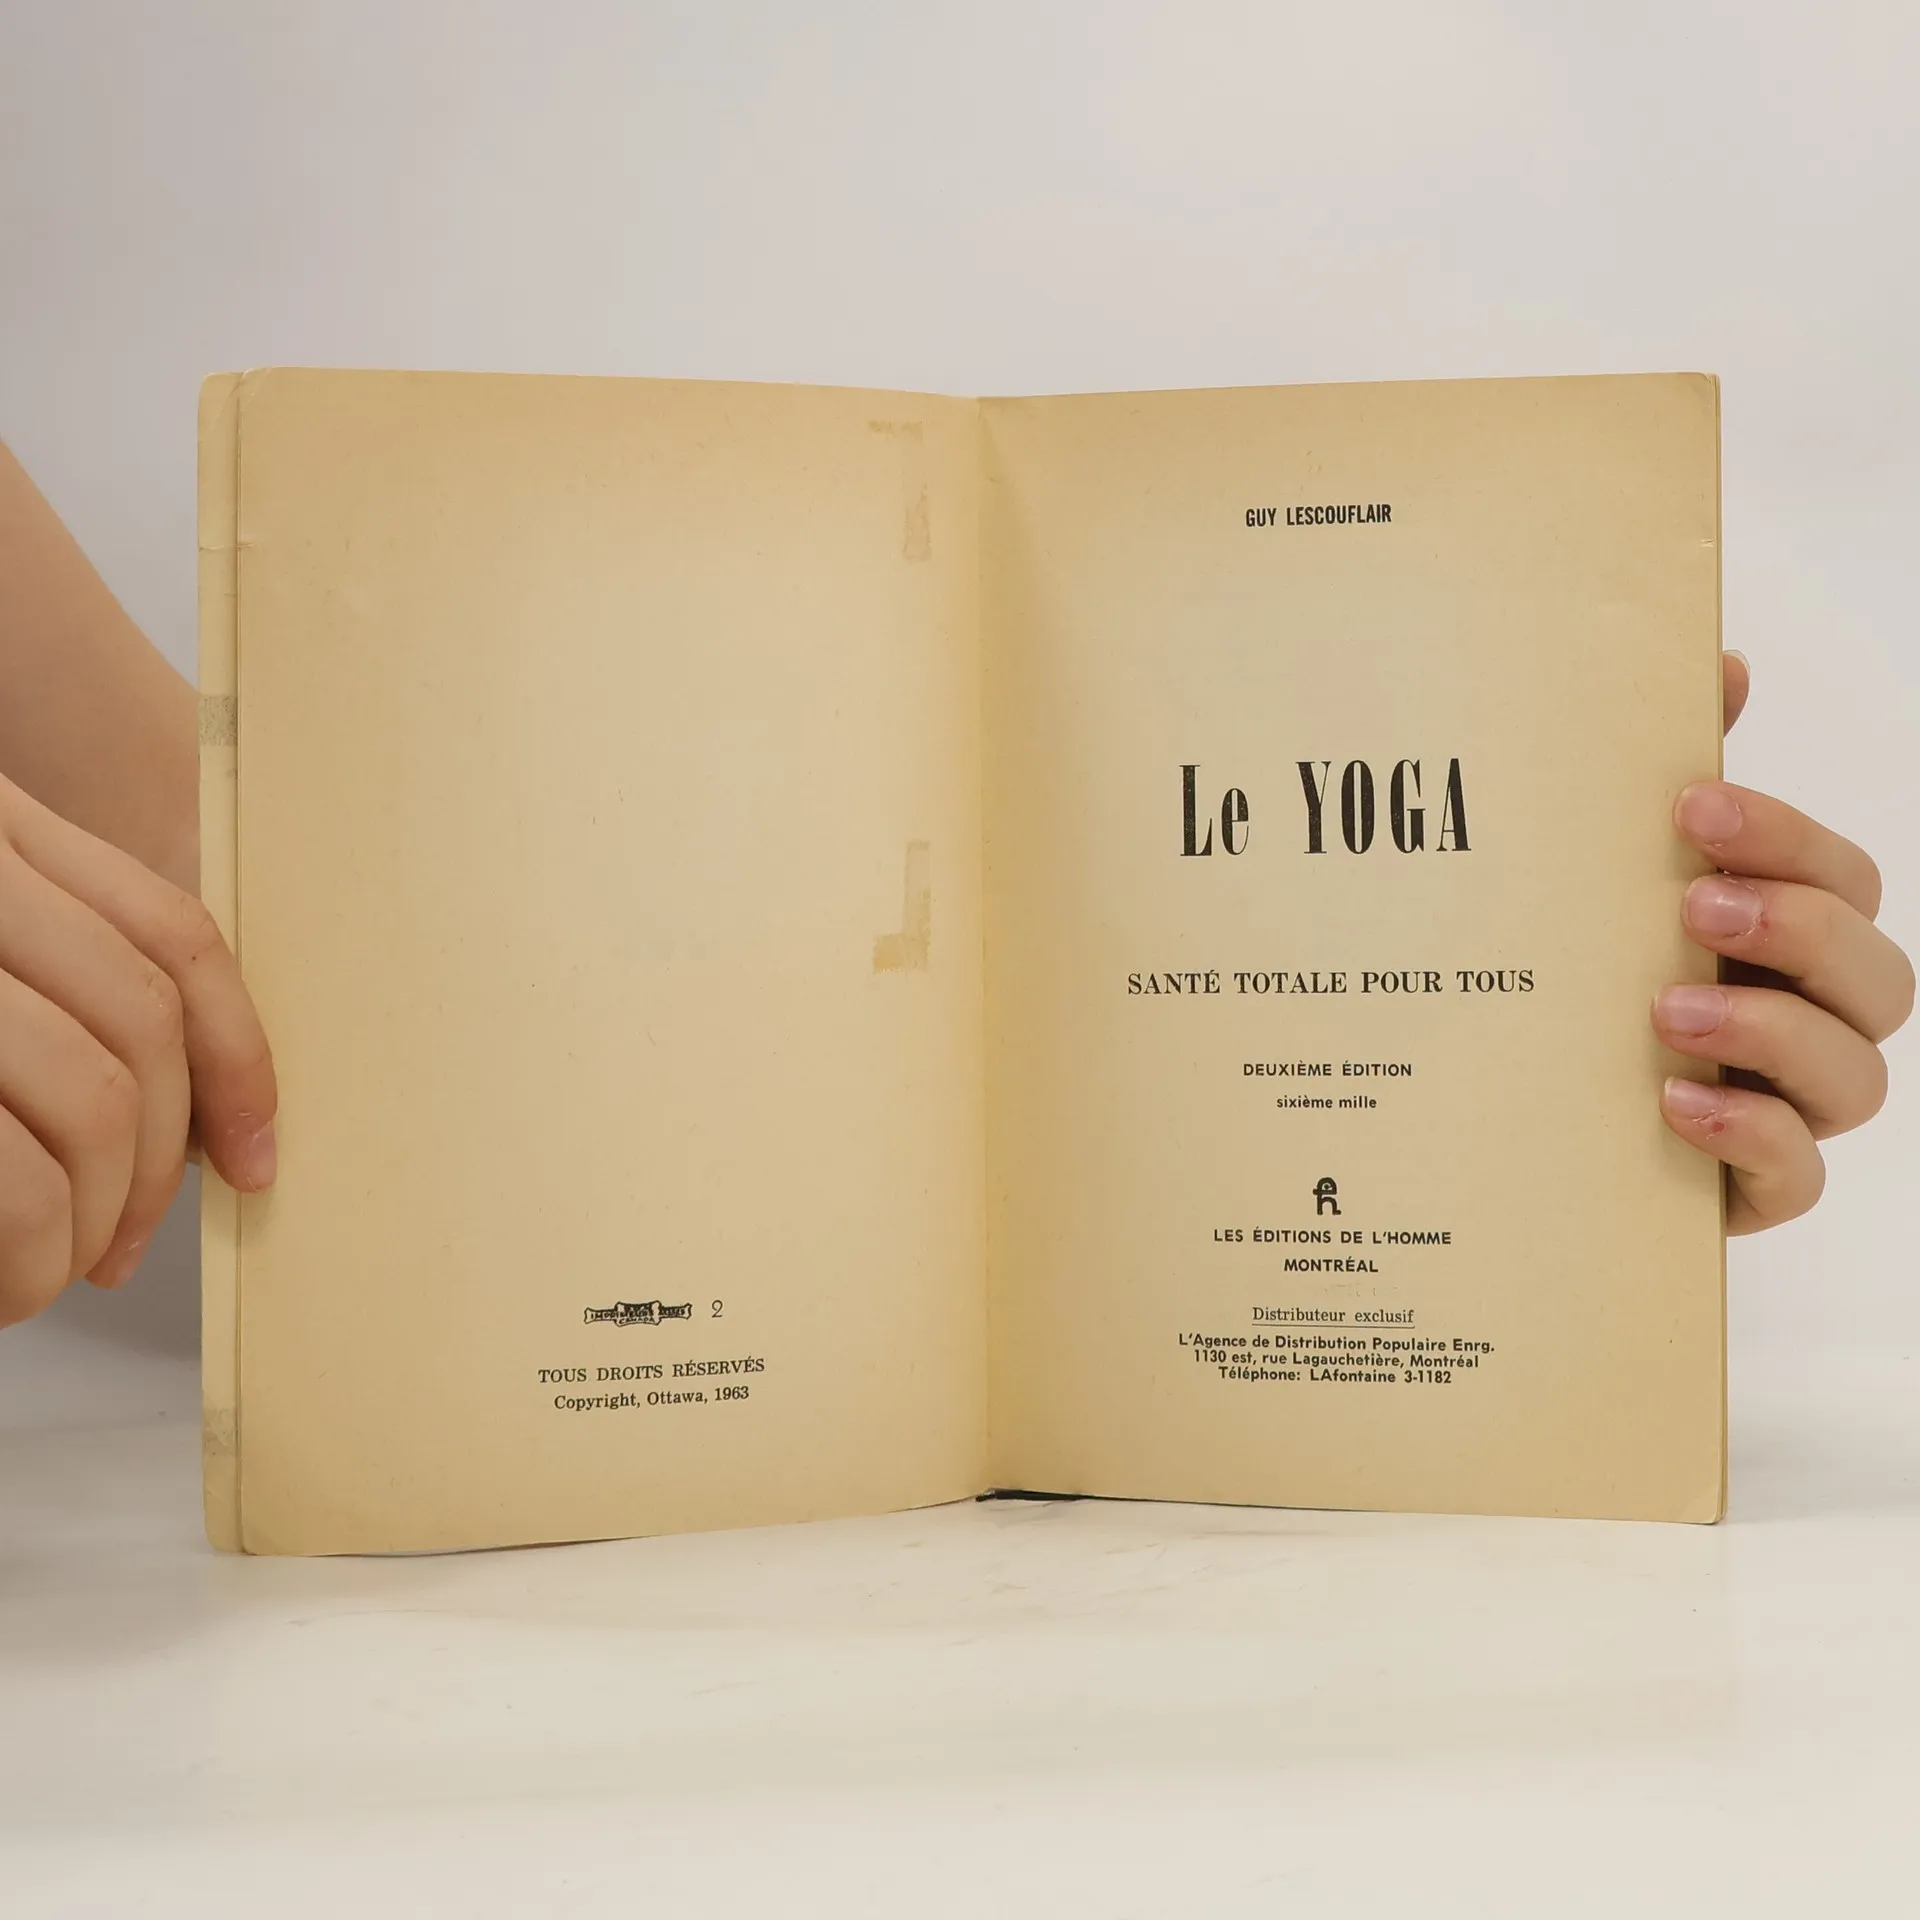 2
TOUS DROITS RÉSERVÉS
Copyright, Ottawa, 1963
GUY LESCOUFLAIR
Le YOGA
SANTÉ TOTALE POUR TOUS
DEUXIÈME ÉDITION
sixième mille
LES ÉDITIONS DE L'HOMME
MONTRÉAL
Distributeur exclusif
L'Agence de Distribution Populaire Enrg.
1130 est, rue Lagauchetière, Montréal
Téléphone: LAfontaine 3-1182